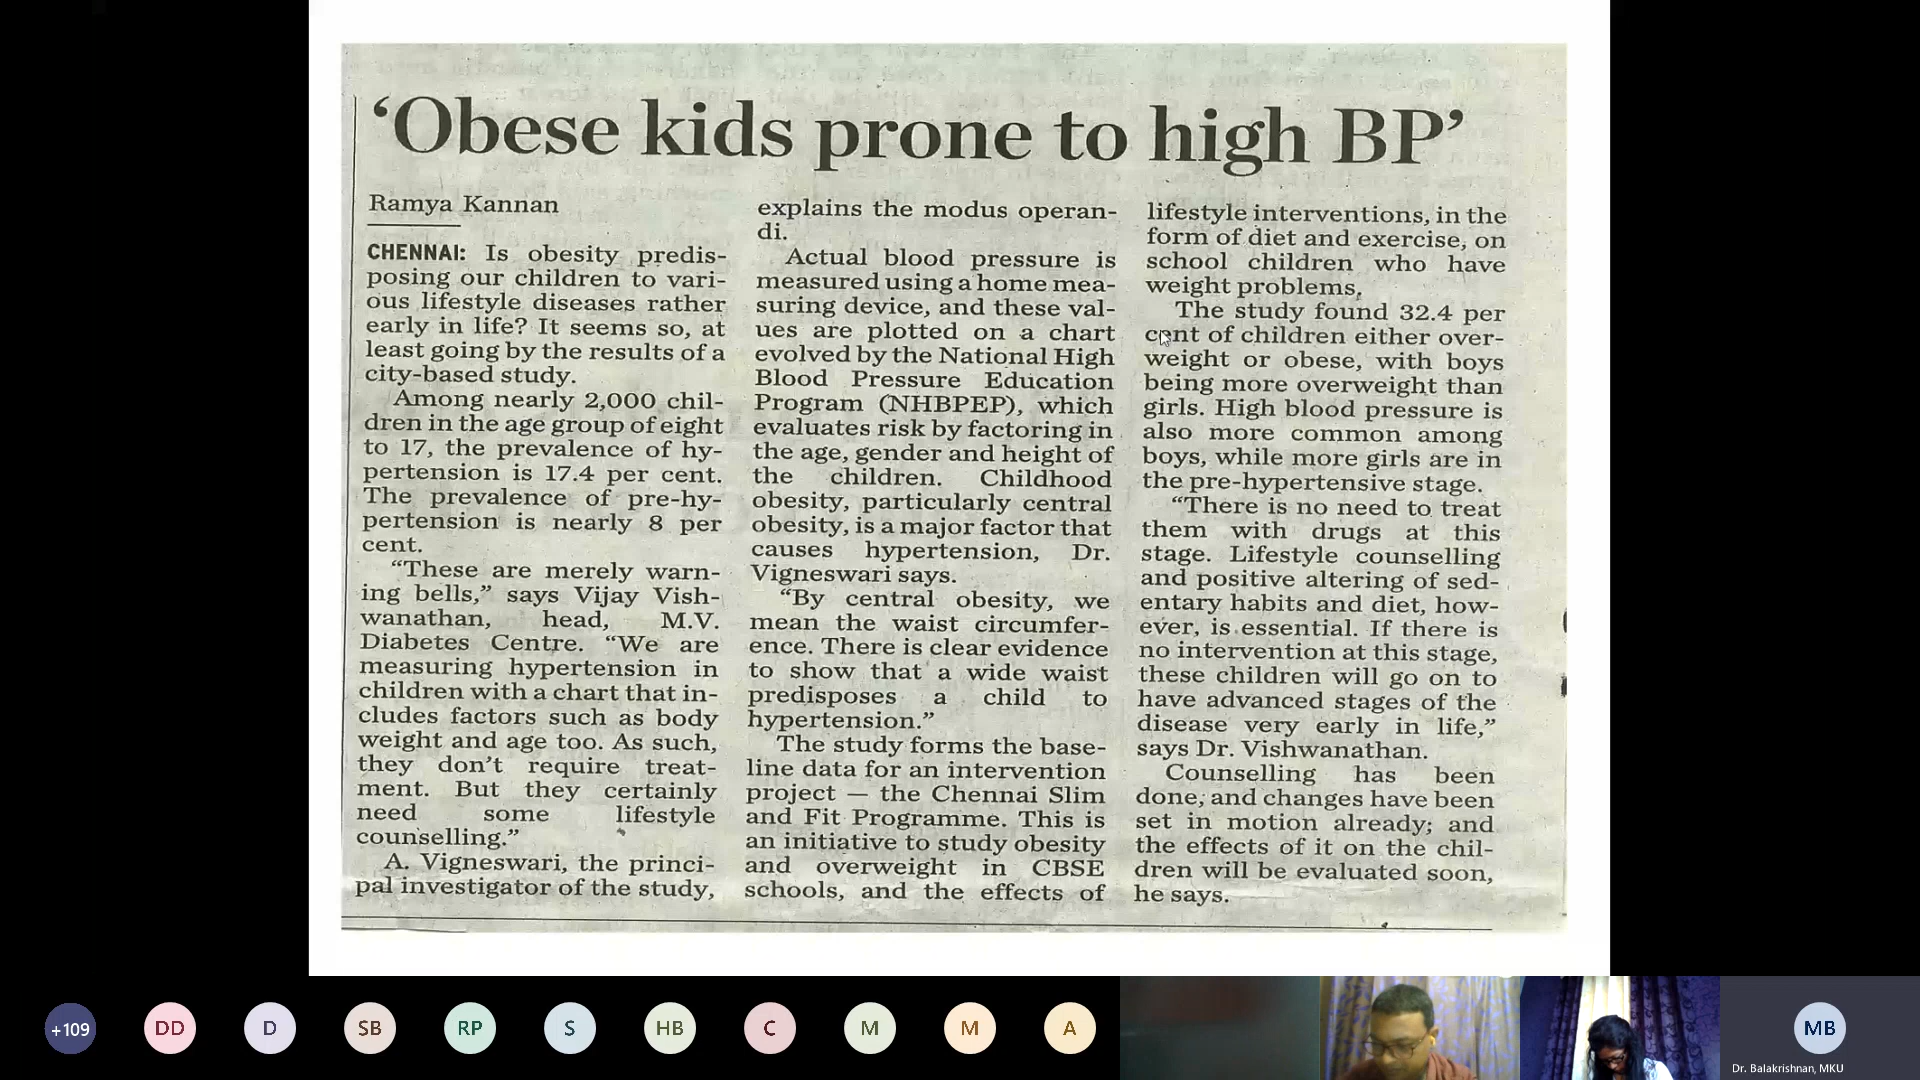 ‘Obese kids prone to high BP’
Ramya Kannan
CHENNAI: Is obesity predis-
posing our children to vari-
ous lifestyle diseases rather
early in life? It seems so, at
least going by the results of a
city-based study.
Among nearly 2,000 chil-
dren in the age group of eight
to 17, the prevalence of hy-
pertension is 17.4 per cent.
The prevalence of pre-hy-
pertension is nearly 8 per
cent.
“These are merely warn-
ing bells,” says Vijay Vish-
wanathan, head, M.V.
Diabetes Centre. “We are
measuring hypertension in
children with a chart that in-
cludes factors such as body
weight and age too. As such,
they don’t require treat-
ment. But they certainly
need some lifestyle
counselling.”
A. Vigneswari, the princi-
pal investigator of the study,
explains the modus operan-
di.
Actual blood pressure is
measured using a home mea-
suring device, and these val-
ues are plotted on a chart
evolved by the National High
Blood Pressure Education
Program (NHBPEP), which
evaluates risk by factoring in
the age, gender and height of
the children. Childhood
obesity, particularly central
obesity, is a major factor that
causes hypertension, Dr.
Vigneswari says.
“By central obesity, we
mean the waist circumfer-
ence. There is clear evidence
to show that a wide waist
predisposes a child to
hypertension.”
The study forms the base-
line data for an intervention
project — the Chennai Slim
and Fit Programme. This is
an initiative to study obesity
and overweight in CBSE
schools, and the effects of
lifestyle interventions, in the
form of diet and exercise, on
school children who have
weight problems.
The study found 32.4 per
cent of children either over-
weight or obese, with boys
being more overweight than
girls. High blood pressure is
also more common among
boys, while more girls are in
the pre-hypertensive stage.
“There is no need to treat
them with drugs at this
stage. Lifestyle counselling
and positive altering of sed-
entary habits and diet, how-
ever, is essential. If there is
no intervention at this stage,
these children will go on to
have advanced stages of the
disease very early in life,”
says Dr. Vishwanathan.
Counselling has been
done, and changes have been
set in motion already; and
the effects of it on the chil-
dren will be evaluated soon,
he says.
+109
DD
D
SB
RP
S
HB
C
M
M
A
MB
Dr. Balakrishnan, MKU